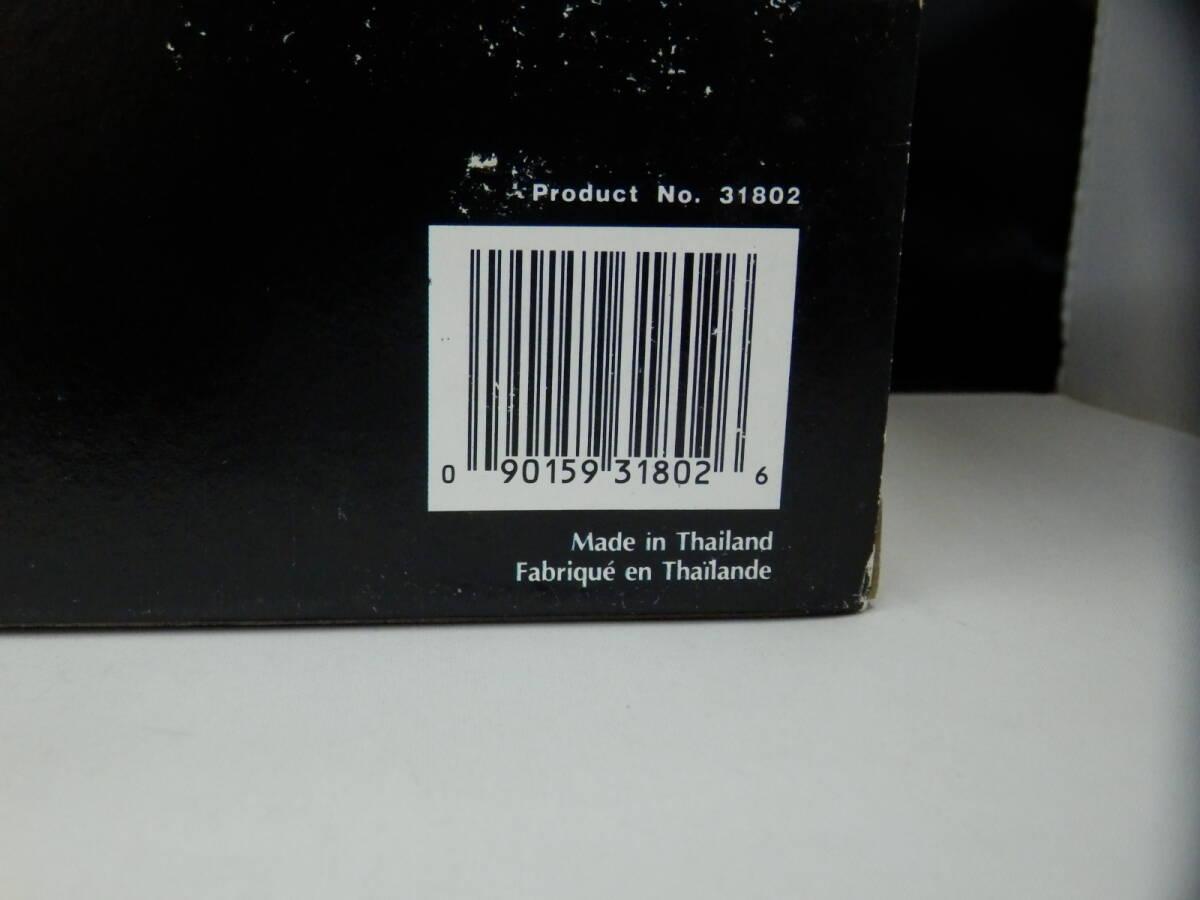 Product No. 31802
0 90159 31802 6
Made in Thailand
Fabriqué en Thaïlande